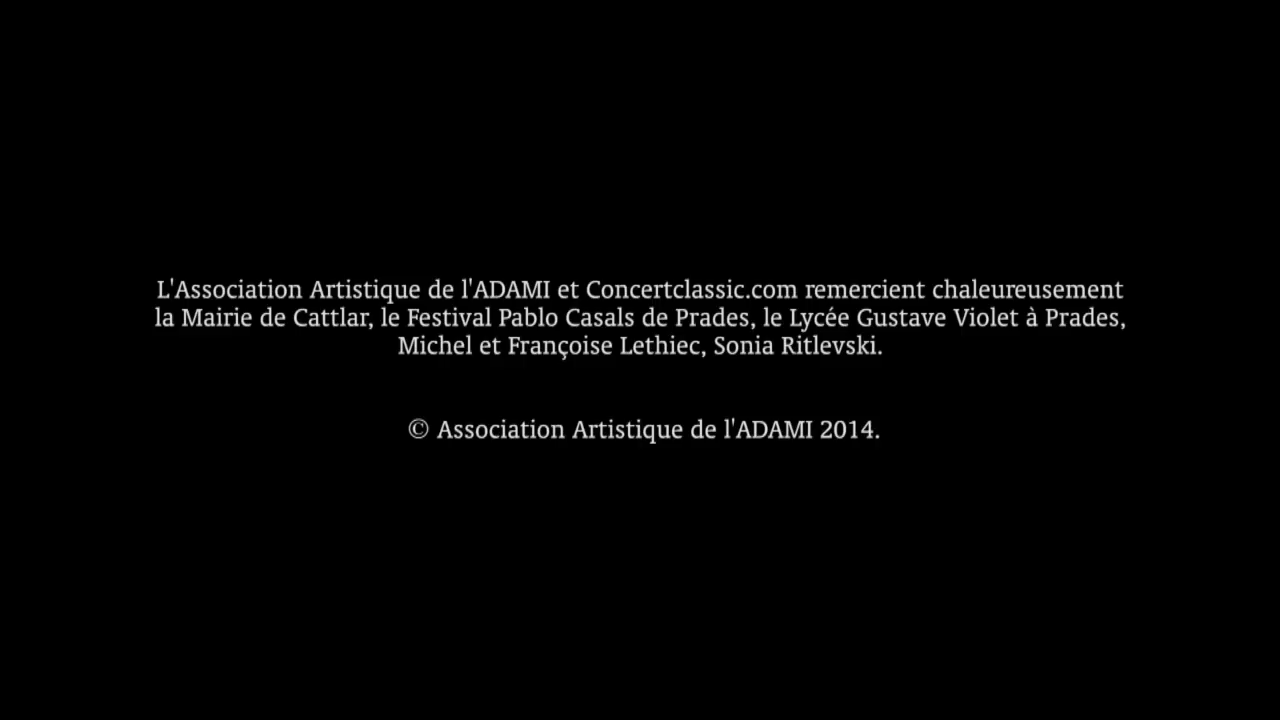 L'Association Artistique de l'ADAMI et Concertclassic.com remercient chaleureusement
la Mairie de Cattlar, le Festival Pablo Casals de Prades, le Lycée Gustave Violet à Prades,
Michel et Françoise Lethiec, Sonia Ritlevski.
© Association Artistique de l'ADAMI 2014.